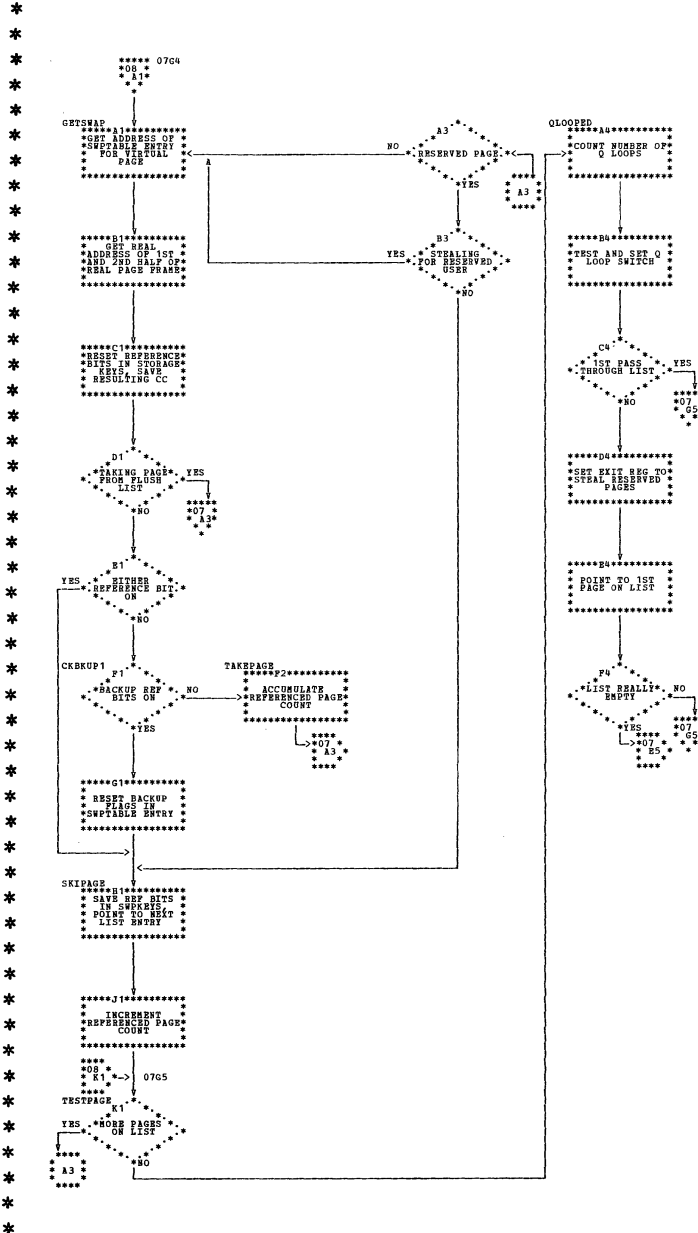 07G4
*08
A1*
GETSWAP
A1
GET ADDRESS OF
SWPTABLE ENTRY
FOR VIRTUAL
PAGE
NO
A
A3
RESERVED PAGE
YES
A3
QLOOPED
A4
COUNT NUMBER OF
Q LOOPS
B1
GET REAL
ADDRESS OF 1ST
AND 2ND HALF OF
REAL PAGE FRAME
B3
YES
STEALING
FOR RESERVED
USER
NO
B4
TEST AND SET Q
LOOP SWITCH
C1
RESET REFERENCE
BITS IN STORAGE
KEYS, SAVE
RESULTING CC
C4
1ST PASS
THROUGH LIST
YES
*07
G5
NO
D1
TAKING PAGE
FROM FLUSH
LIST
YES
*07
A3*
NO
D4
SET EXIT REG TO
STEAL RESERVED
PAGES
E1
YES
EITHER
REFERENCE BIT
ON
NO
E4
POINT TO 1ST
PAGE ON LIST
CKBKUP1
F1
BACKUP REF
BITS ON
NO
YES
TAKEPAGE
F2
ACCUMULATE
REFERENCED PAGE
COUNT
*07
A3
F4
LIST REALLY
EMPTY
NO
*07
G5
YES
*07
E5
G1
RESET BACKUP
FLAGS IN
SWPTABLE ENTRY
SKIPAGE
H1
SAVE REF BITS
IN SWPKEYS,
POINT TO NEXT
LIST ENTRY
J1
INCREMENT
REFERENCED PAGE
COUNT
*08
K1
07G5
TESTPAGE
K1
YES
MORE PAGES
ON LIST
NO
A3